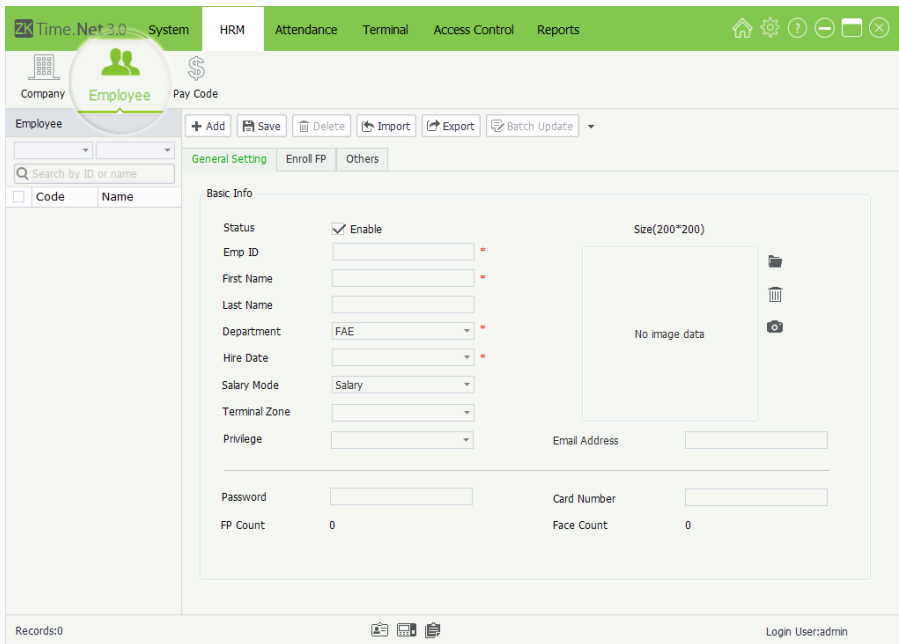 ZK Time.Net 3.0 System HRM Attendance Terminal Access Control Reports
Company Employee Pay Code
Employee
+ Add Save Delete Import Export Batch Update
Search by ID or name
Code Name
General Setting Enroll FP Others
Basic Info
Status Enable Size(200*200)
Emp ID *
First Name *
Last Name
Department FAE *
No image data
Hire Date *
Salary Mode Salary
Terminal Zone
Privilege Email Address
Password Card Number
FP Count 0 Face Count 0
Records:0 Login User:admin